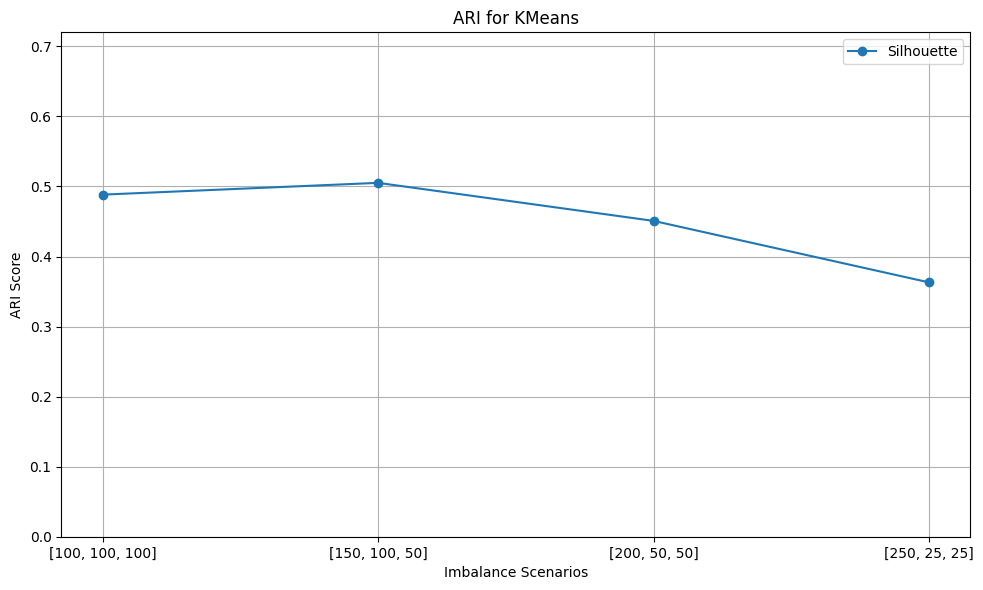 ARI for KMeans
Silhouette
ARI Score
0.7
0.6
0.5
0.4
0.3
0.2
0.1
0.0
[100, 100, 100]
[150, 100, 50]
[200, 50, 50]
[250, 25, 25]
Imbalance Scenarios